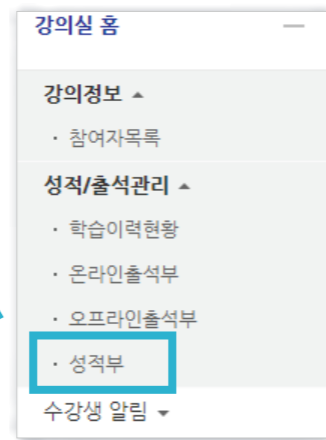 강의실 홈
강의정보 ▲
· 참여자목록
성적/출석관리 ▲
· 학습이력현황
· 온라인출석부
· 오프라인출석부
· 성적부
수강생 알림 ▼